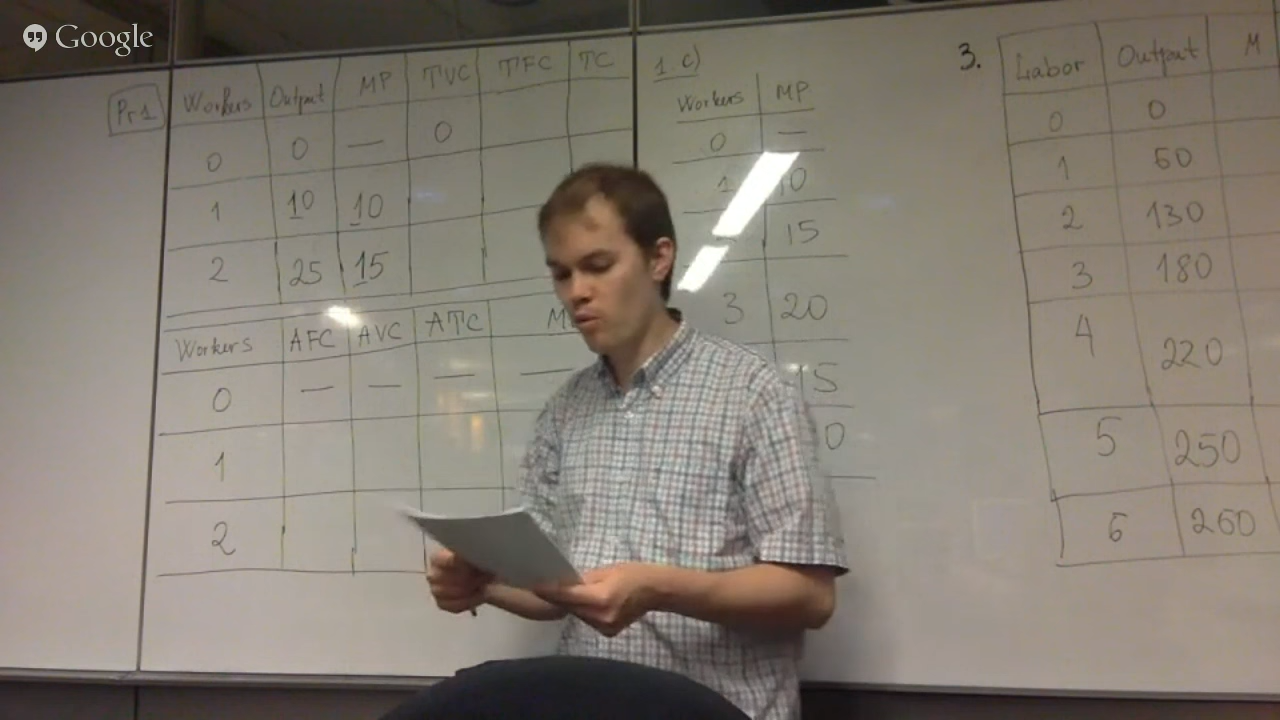 Google
Pr 1
Workers Output MP TVC TFC TC
0 0 — 0
1 10 10
2 25 15
Workers AFC AVC ATC
0 — — — —
1
2
1 c)
Workers MP
0 —
15
3 20
15
3.
Labor Output M
0 0
1 60
2 130
3 180
4 220
5 250
6 260